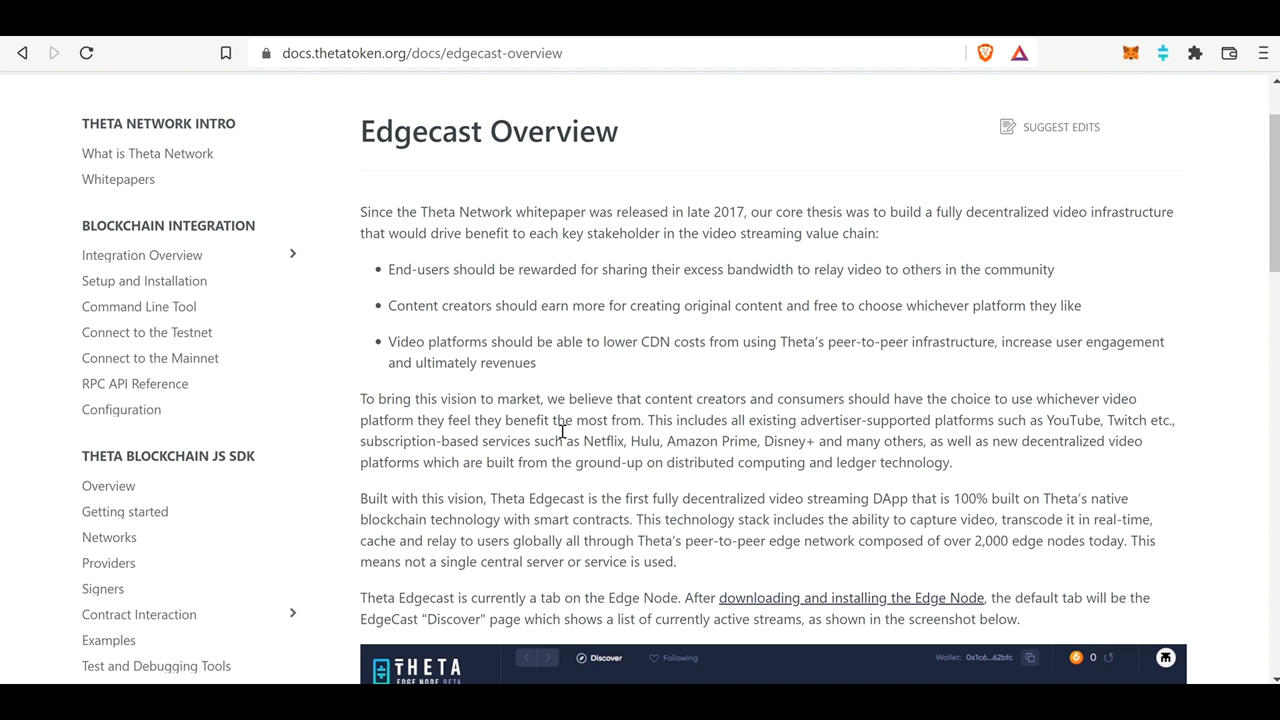 docs.thetatoken.org/docs/edgecast-overview
THETA NETWORK INTRO
What is Theta Network
Whitepapers
BLOCKCHAIN INTEGRATION
Integration Overview
Setup and Installation
Command Line Tool
Connect to the Testnet
Connect to the Mainnet
RPC API Reference
Configuration
THETA BLOCKCHAIN JS SDK
Overview
Getting started
Networks
Providers
Signers
Contract Interaction
Examples
Test and Debugging Tools
Edgecast Overview
SUGGEST EDITS
Since the Theta Network whitepaper was released in late 2017, our core thesis was to build a fully decentralized video infrastructure
that would drive benefit to each key stakeholder in the video streaming value chain:
• End-users should be rewarded for sharing their excess bandwidth to relay video to others in the community
• Content creators should earn more for creating original content and free to choose whichever platform they like
• Video platforms should be able to lower CDN costs from using Theta's peer-to-peer infrastructure, increase user engagement
and ultimately revenues
To bring this vision to market, we believe that content creators and consumers should have the choice to use whichever video
platform they feel they benefit the most from. This includes all existing advertiser-supported platforms such as YouTube, Twitch etc.,
subscription-based services such as Netflix, Hulu, Amazon Prime, Disney+ and many others, as well as new decentralized video
platforms which are built from the ground-up on distributed computing and ledger technology.
Built with this vision, Theta Edgecast is the first fully decentralized video streaming DApp that is 100% built on Theta's native
blockchain technology with smart contracts. This technology stack includes the ability to capture video, transcode it in real-time,
cache and relay to users globally all through Theta's peer-to-peer edge network composed of over 2,000 edge nodes today. This
means not a single central server or service is used.
Theta Edgecast is currently a tab on the Edge Node. After downloading and installing the Edge Node, the default tab will be the
EdgeCast "Discover" page which shows a list of currently active streams, as shown in the screenshot below.
THETA
EDGE NODE BETA
Discover
Following
Wallet: 0x1c6...62bfc
0